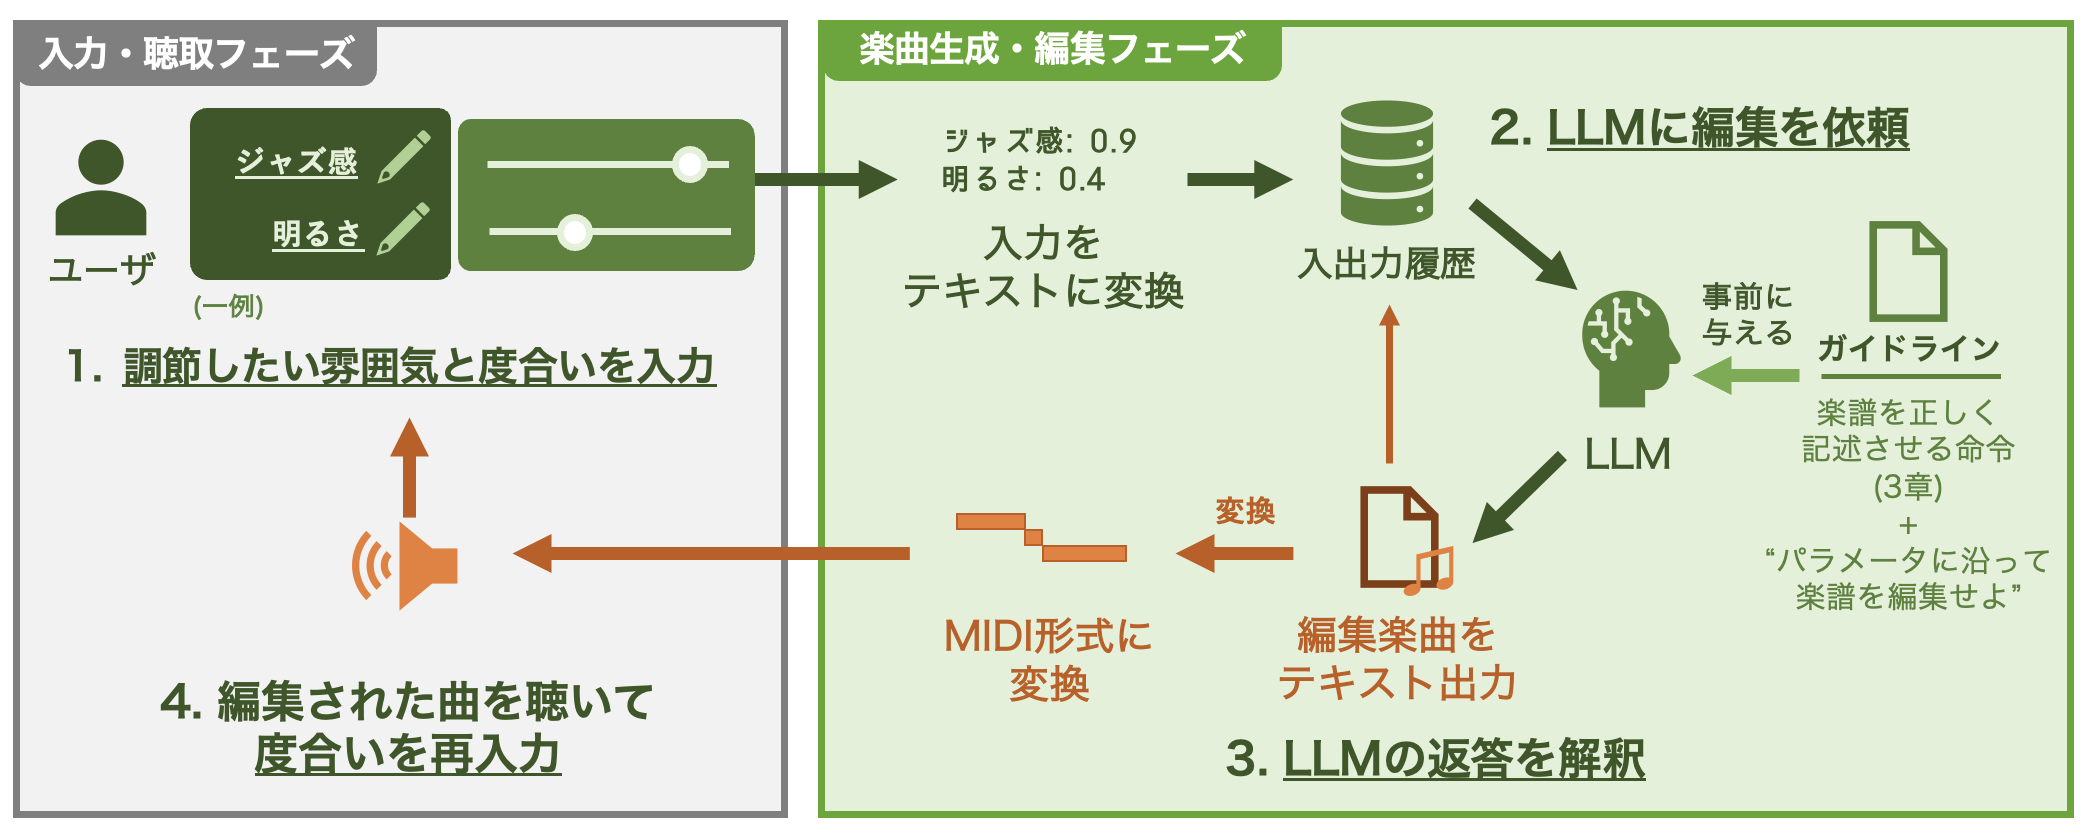 入力・聴取フェーズ
ユーザ
ジャズ感
明るさ
(一例)
1. 調節したい雰囲気と度合いを入力
4. 編集された曲を聴いて
度合いを再入力
楽曲生成・編集フェーズ
ジャズ感: 0.9
明るさ: 0.4
入力を
テキストに変換
入出力履歴
2. LLMに編集を依頼
LLM
事前に
与える
ガイドライン
楽譜を正しく
記述させる命令
(3章)
+
“パラメータに沿って
楽譜を編集せよ”
変換
編集楽曲を
テキスト出力
MIDI形式に
変換
3. LLMの返答を解釈